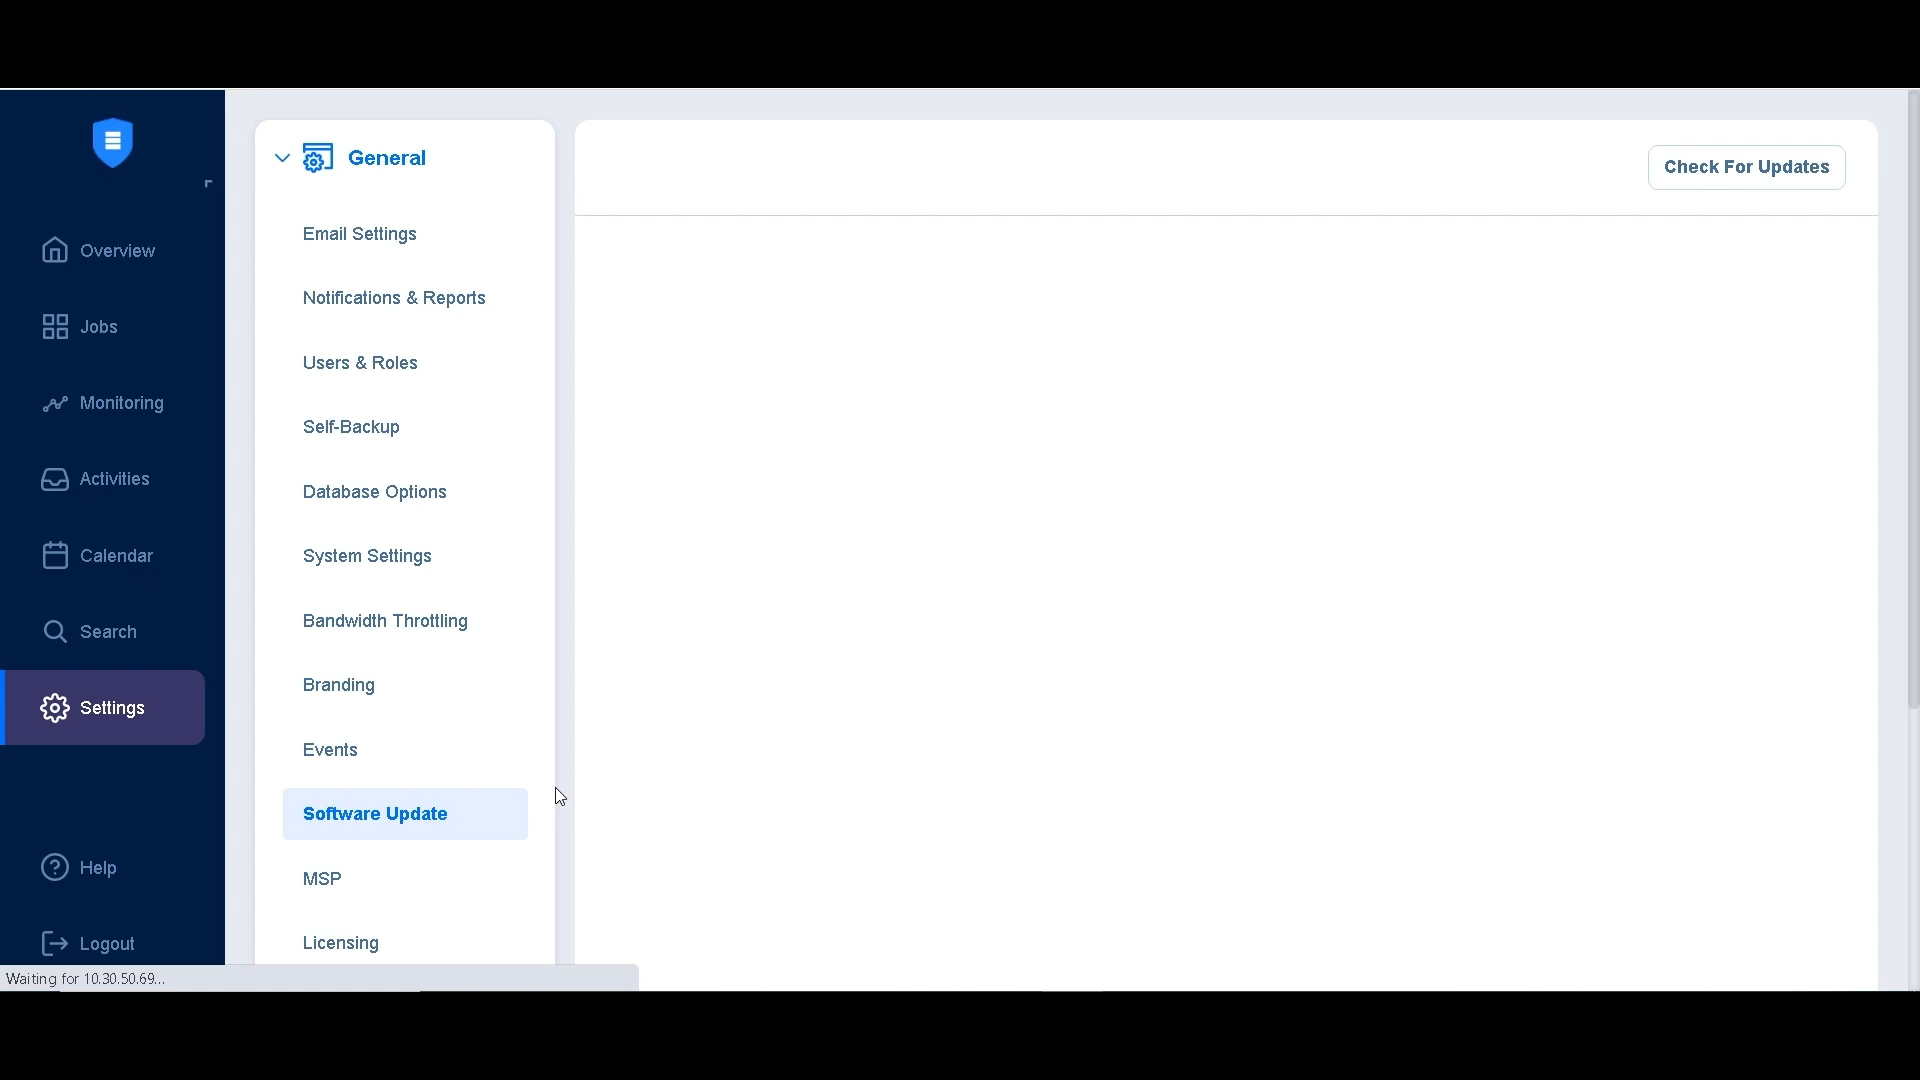 Overview
Jobs
Monitoring
Activities
Calendar
Search
Settings
Help
Logout
General
Email Settings
Notifications & Reports
Users & Roles
Self-Backup
Database Options
System Settings
Bandwidth Throttling
Branding
Events
Software Update
MSP
Licensing
Check For Updates
Waiting for 10.30.50.69...